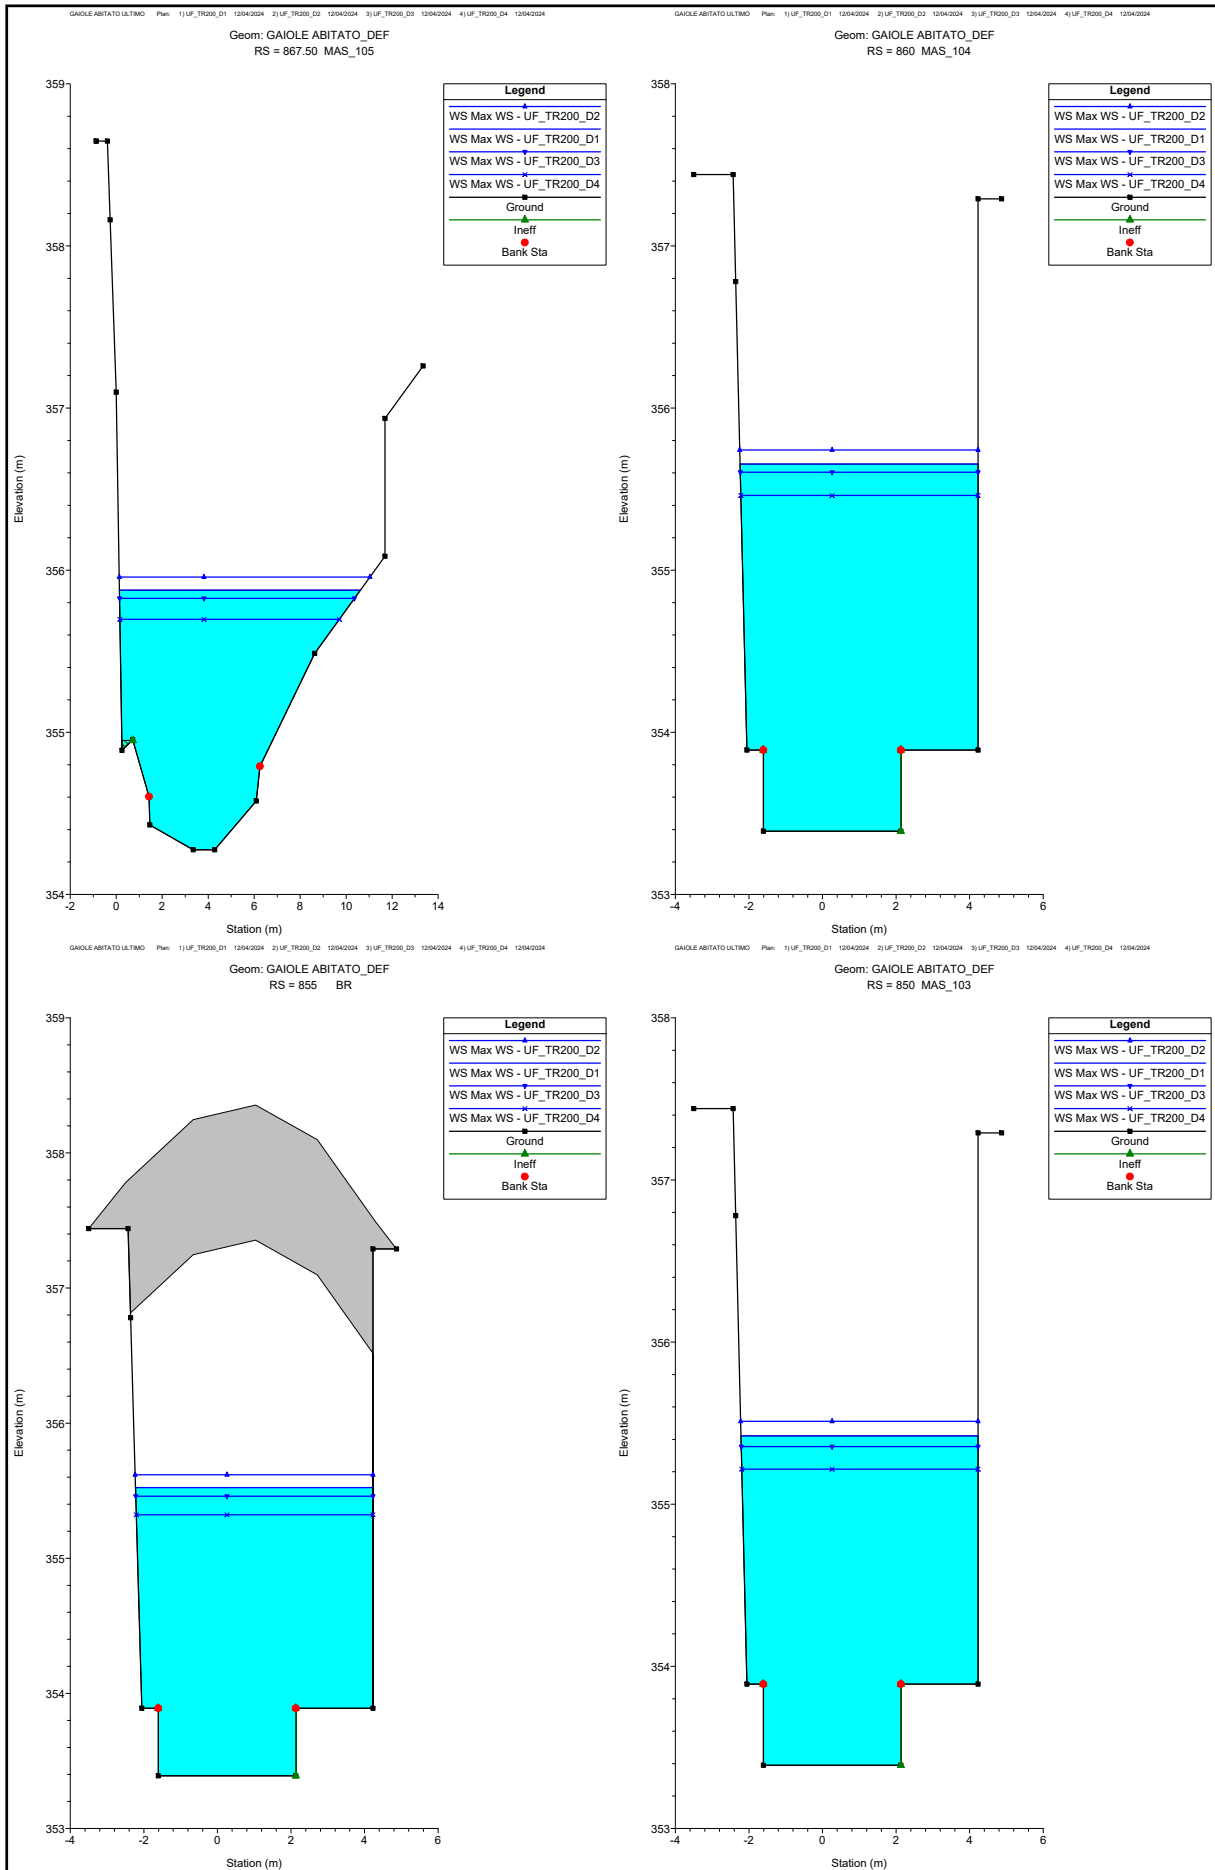 GAIOLE ABITATO ULTIMO Plan: 1) UF_TR200_D1 12/04/2024 2) UF_TR200_D2 12/04/2024 3) UF_TR200_D3 12/04/2024 4) UF_TR200_D4 12/04/2024
Geom: GAIOLE ABITATO_DEF
RS = 867.50 MAS_105
359
358
357
356
355
354
-2 0 2 4 6 8 10 12 14
Elevation (m)
Station (m)
Legend
WS Max WS - UF_TR200_D2
WS Max WS - UF_TR200_D1
WS Max WS - UF_TR200_D3
WS Max WS - UF_TR200_D4
Ground
Ineff
Bank Sta
GAIOLE ABITATO ULTIMO Plan: 1) UF_TR200_D1 12/04/2024 2) UF_TR200_D2 12/04/2024 3) UF_TR200_D3 12/04/2024 4) UF_TR200_D4 12/04/2024
Geom: GAIOLE ABITATO_DEF
RS = 860 MAS_104
358
357
356
355
354
353
-4 -2 0 2 4 6
Elevation (m)
Station (m)
Legend
WS Max WS - UF_TR200_D2
WS Max WS - UF_TR200_D1
WS Max WS - UF_TR200_D3
WS Max WS - UF_TR200_D4
Ground
Ineff
Bank Sta
GAIOLE ABITATO ULTIMO Plan: 1) UF_TR200_D1 12/04/2024 2) UF_TR200_D2 12/04/2024 3) UF_TR200_D3 12/04/2024 4) UF_TR200_D4 12/04/2024
Geom: GAIOLE ABITATO_DEF
RS = 855 BR
359
358
357
356
355
354
353
-4 -2 0 2 4 6
Elevation (m)
Station (m)
Legend
WS Max WS - UF_TR200_D2
WS Max WS - UF_TR200_D1
WS Max WS - UF_TR200_D3
WS Max WS - UF_TR200_D4
Ground
Ineff
Bank Sta
GAIOLE ABITATO ULTIMO Plan: 1) UF_TR200_D1 12/04/2024 2) UF_TR200_D2 12/04/2024 3) UF_TR200_D3 12/04/2024 4) UF_TR200_D4 12/04/2024
Geom: GAIOLE ABITATO_DEF
RS = 850 MAS_103
358
357
356
355
354
353
-4 -2 0 2 4 6
Elevation (m)
Station (m)
Legend
WS Max WS - UF_TR200_D2
WS Max WS - UF_TR200_D1
WS Max WS - UF_TR200_D3
WS Max WS - UF_TR200_D4
Ground
Ineff
Bank Sta